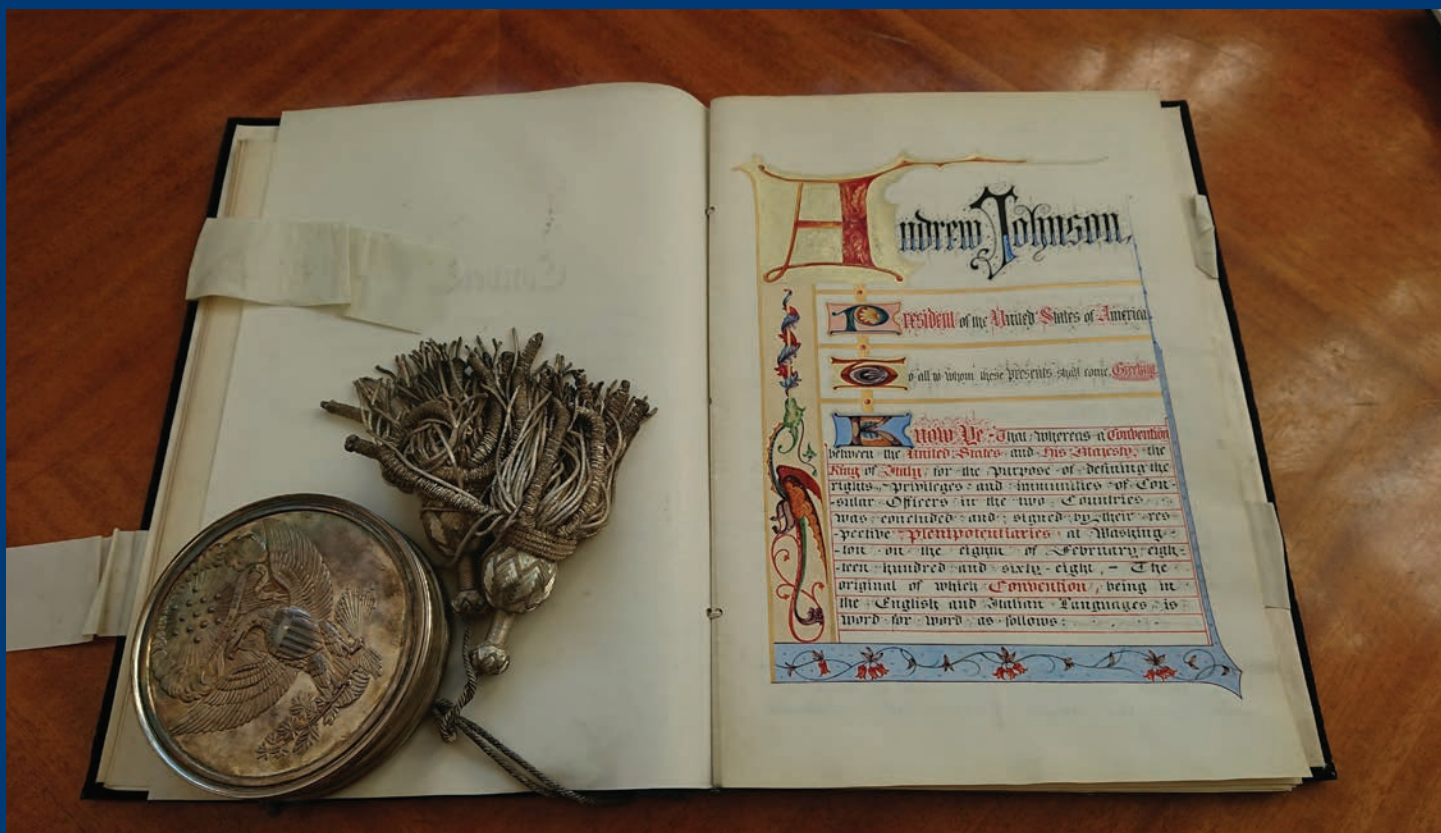 Andrew Johnson,
President of the United States of America,
To all to whom these presents shall come, Greeting
Know Ye - That whereas a Convention
between the United States and His Majesty, the
King of Italy, for the purpose of defining the
rights, privileges and immunities of Con-
sular Officers in the two Countries
was concluded and signed by their res
pective plenipotentiaries at Washing-
-ton on the eighth of February eigh-
-teen hundred and sixty-eight, - The
original of which Convention, being in
the English and Italian Languages is
word for word as follows: